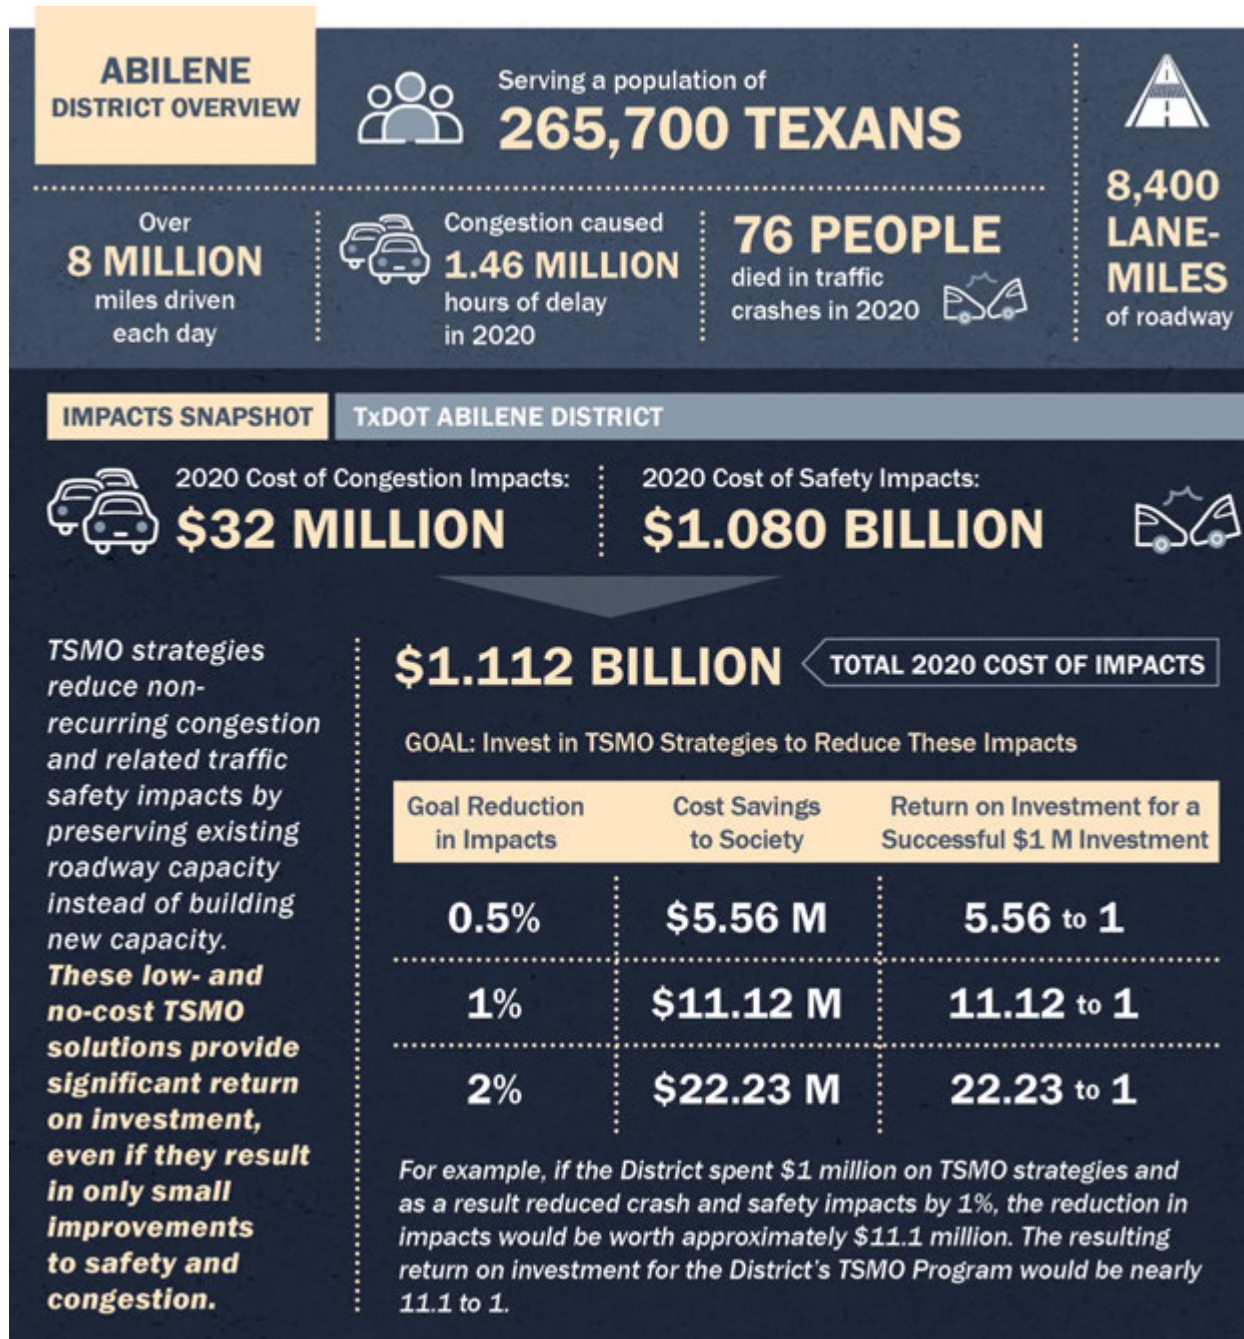 ABILENE
DISTRICT OVERVIEW
Serving a population of
265,700 TEXANS
8,400
LANE-
MILES
of roadway
Over
8 MILLION
miles driven
each day
Congestion caused
1.46 MILLION
hours of delay
in 2020
76 PEOPLE
died in traffic
crashes in 2020
IMPACTS SNAPSHOT
TxDOT ABILENE DISTRICT
2020 Cost of Congestion Impacts:
$32 MILLION
2020 Cost of Safety Impacts:
$1.080 BILLION
TSMO strategies
reduce non-
recurring congestion
and related traffic
safety impacts by
preserving existing
roadway capacity
instead of building
new capacity.
These low- and
no-cost TSMO
solutions provide
significant return
on investment,
even if they result
in only small
improvements
to safety and
congestion.
$1.112 BILLION
TOTAL 2020 COST OF IMPACTS
GOAL: Invest in TSMO Strategies to Reduce These Impacts
Goal Reduction
in Impacts
Cost Savings
to Society
Return on Investment for a
Successful $1 M Investment
0.5% $5.56 M 5.56 to 1
1% $11.12 M 11.12 to 1
2% $22.23 M 22.23 to 1
For example, if the District spent $1 million on TSMO strategies and
as a result reduced crash and safety impacts by 1%, the reduction in
impacts would be worth approximately $11.1 million. The resulting
return on investment for the District's TSMO Program would be nearly
11.1 to 1.